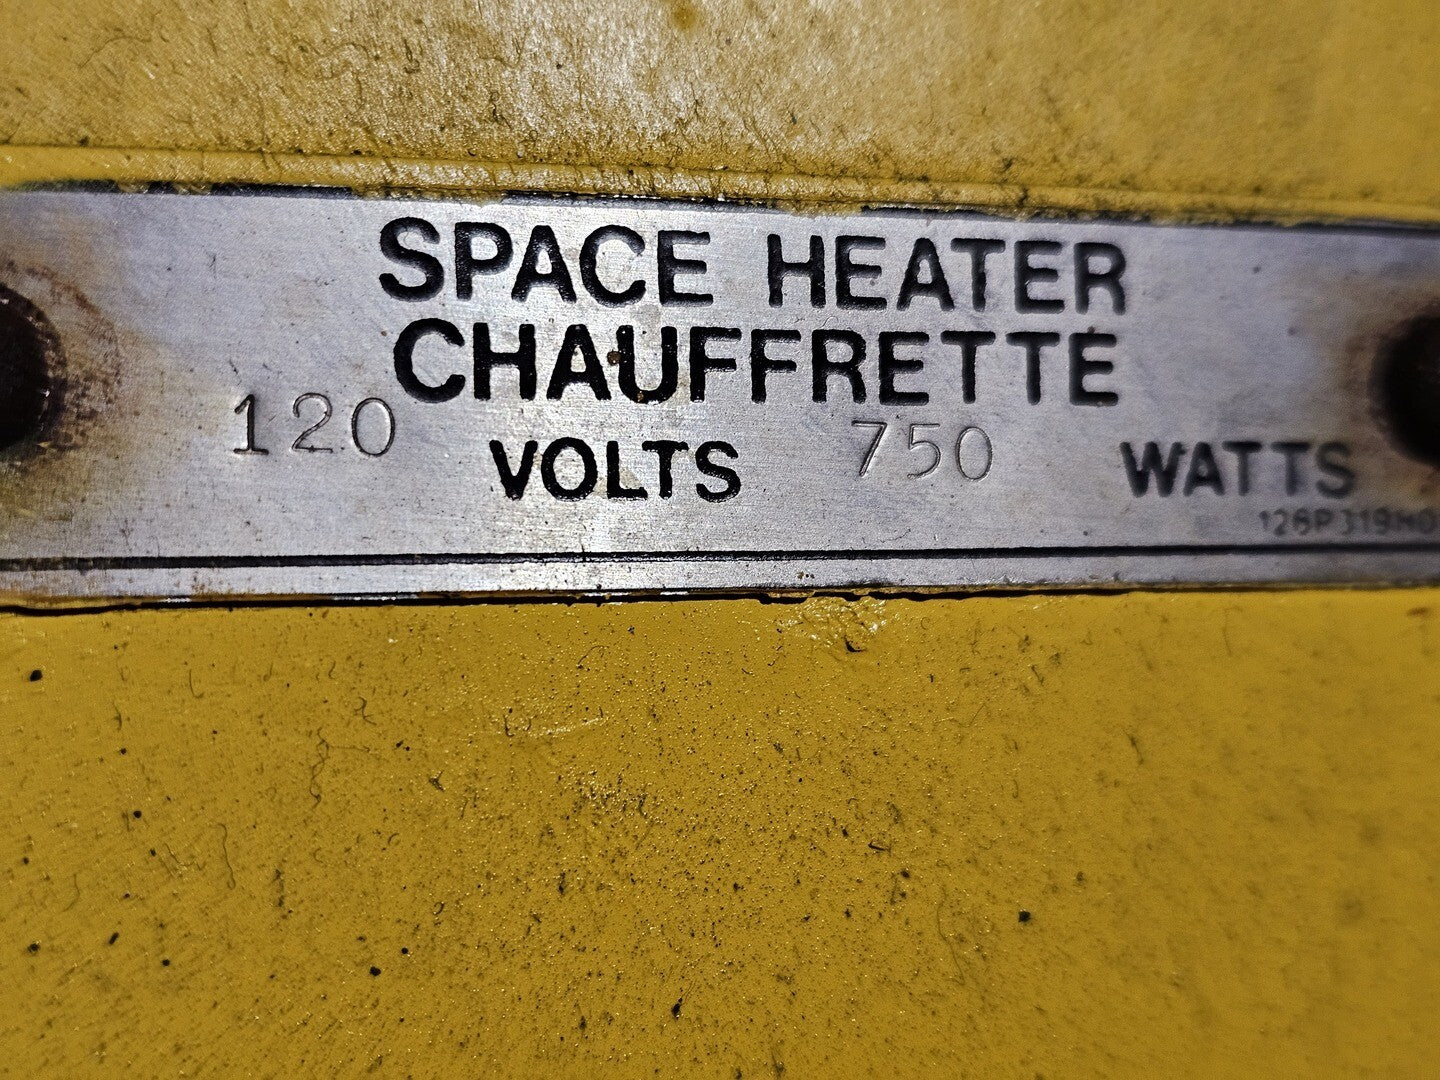 SPACE HEATER
CHAUFFRETTE
120 VOLTS 750 WATTS